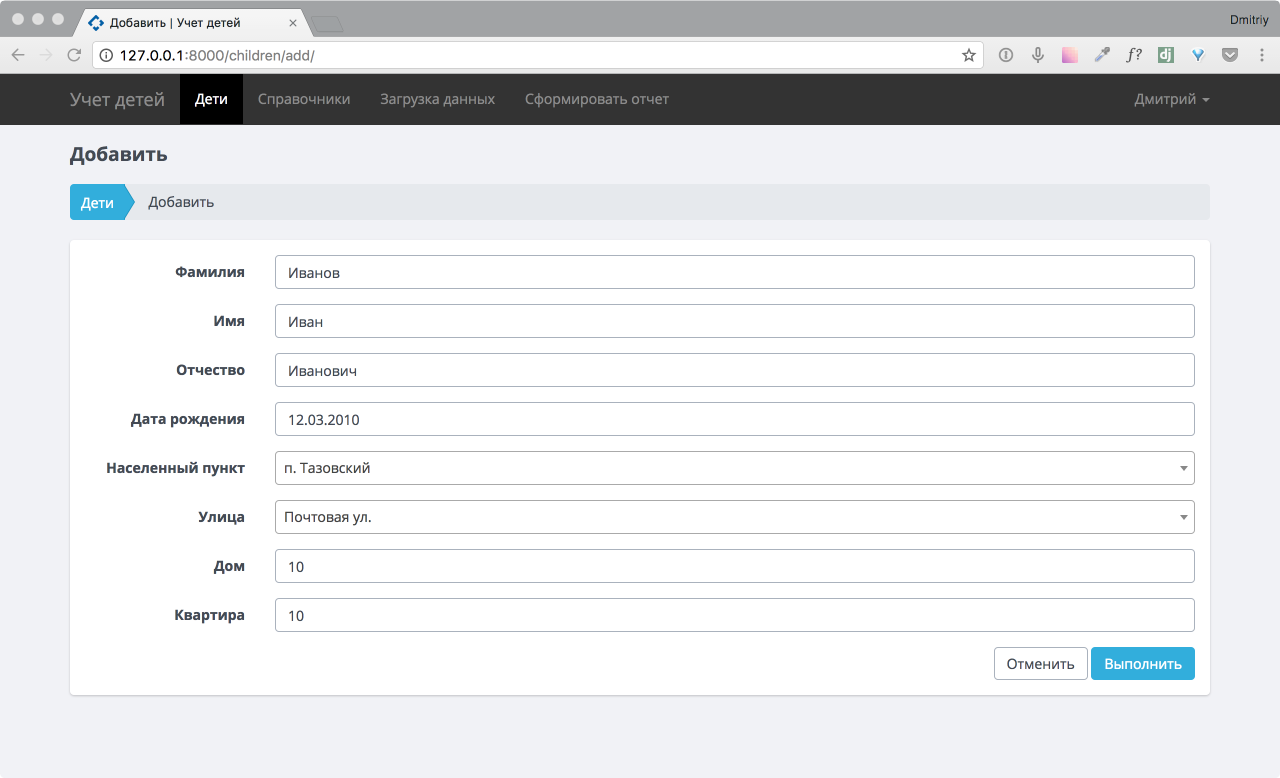 Добавить | Учет детей
Dmitriy
127.0.0.1:8000/children/add/
f?
dj
Учет детей Дети Справочники Загрузка данных Сформировать отчет Дмитрий
Добавить
Дети Добавить
Фамилия Иванов
Имя Иван
Отчество Иванович
Дата рождения 12.03.2010
Населенный пункт п. Тазовский
Улица Почтовая ул.
Дом 10
Квартира 10
Отменить Выполнить